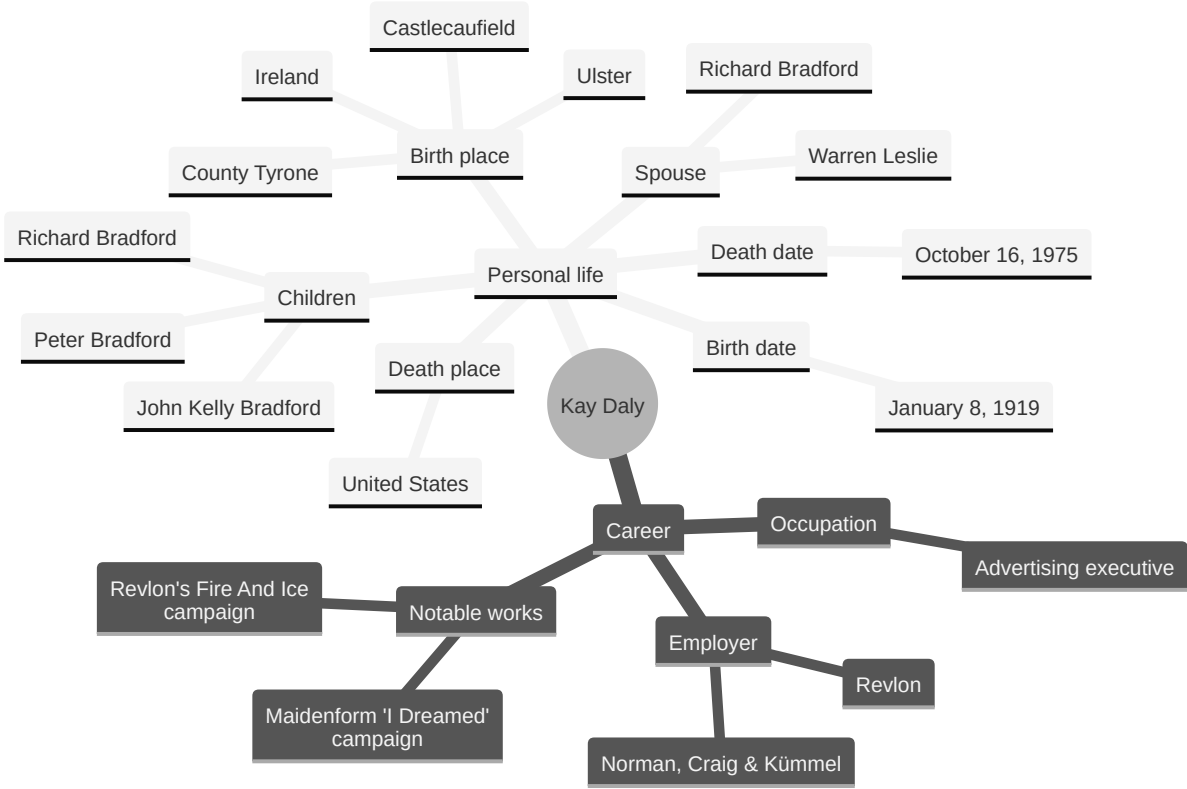 Castlecaufield
Ireland
Ulster
Richard Bradford
Birth place
County Tyrone
Spouse
Warren Leslie
Richard Bradford
Personal life
Death date
October 16, 1975
Children
Peter Bradford
Death place
Birth date
John Kelly Bradford
Kay Daly
January 8, 1919
United States
Career
Occupation
Advertising executive
Revlon's Fire And Ice
campaign
Notable works
Employer
Revlon
Maidenform 'I Dreamed'
campaign
Norman, Craig & Kümmel